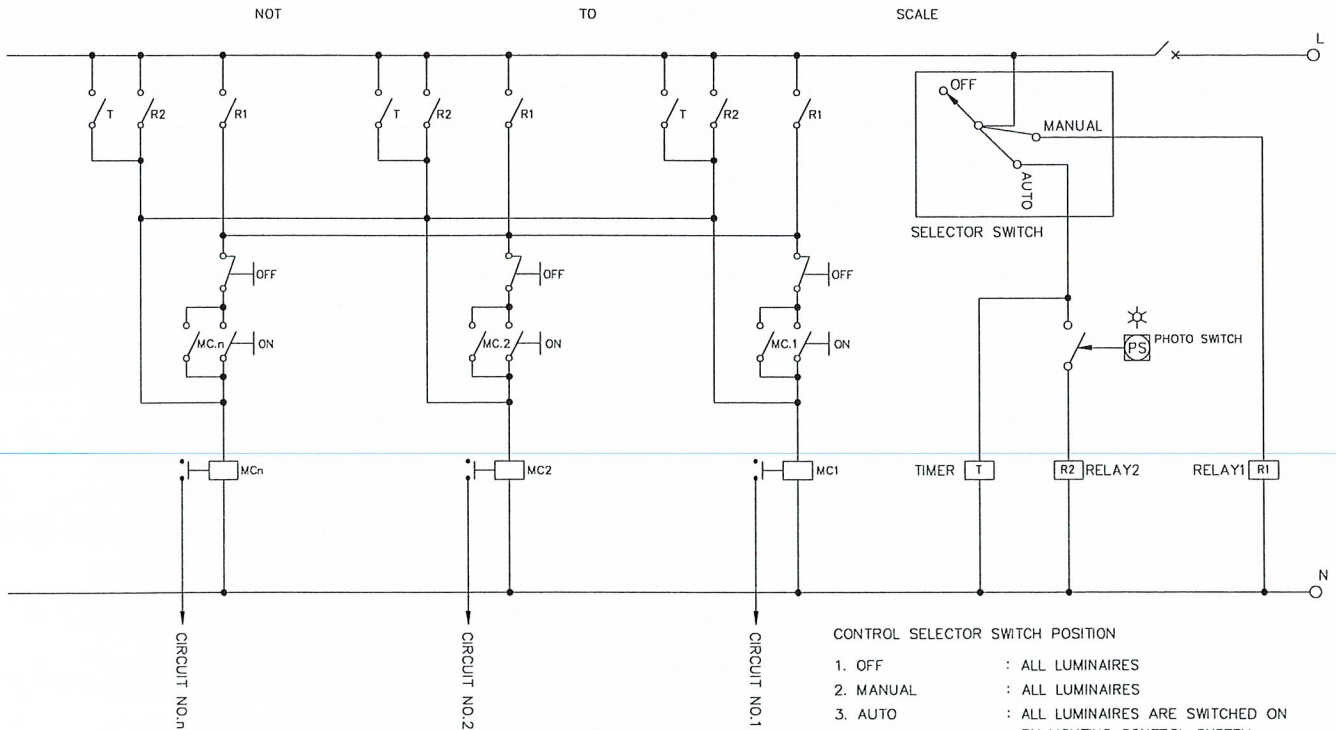 NOT TO SCALE
L
T R2 R1 T R2 R1 T R2 R1
OFF
MANUAL
AUTO
SELECTOR SWITCH
OFF OFF OFF
MC.n ON MC.2 ON MC.1 ON
PS PHOTO SWITCH
MCn MC2 MC1
TIMER T R2 RELAY2 RELAY1 R1
N
CIRCUIT NO.n
CIRCUIT NO.2
CIRCUIT NO.1
CONTROL SELECTOR SWITCH POSITION
1. OFF : ALL LUMINAIRES
2. MANUAL : ALL LUMINAIRES
3. AUTO : ALL LUMINAIRES ARE SWITCHED ON